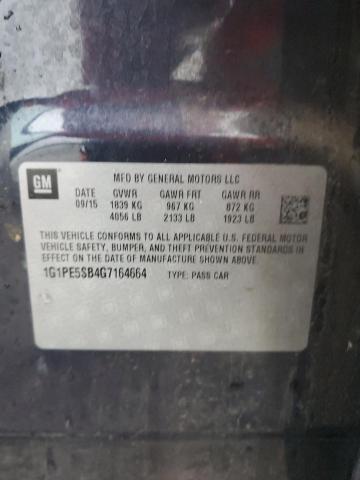 GM
MFD BY GENERAL MOTORS LLC
DATE GVWR GAWR FRT GAWR RR
09/15 1839 KG 967 KG 872 KG
4056 LB 2133 LB 1923 LB
THIS VEHICLE CONFORMS TO ALL APPLICABLE U.S. FEDERAL MOTOR
VEHICLE SAFETY, BUMPER, AND THEFT PREVENTION STANDARDS IN
EFFECT ON THE DATE OF MANUFACTURE SHOWN ABOVE.
1G1PE5SB4G7164664 TYPE: PASS CAR